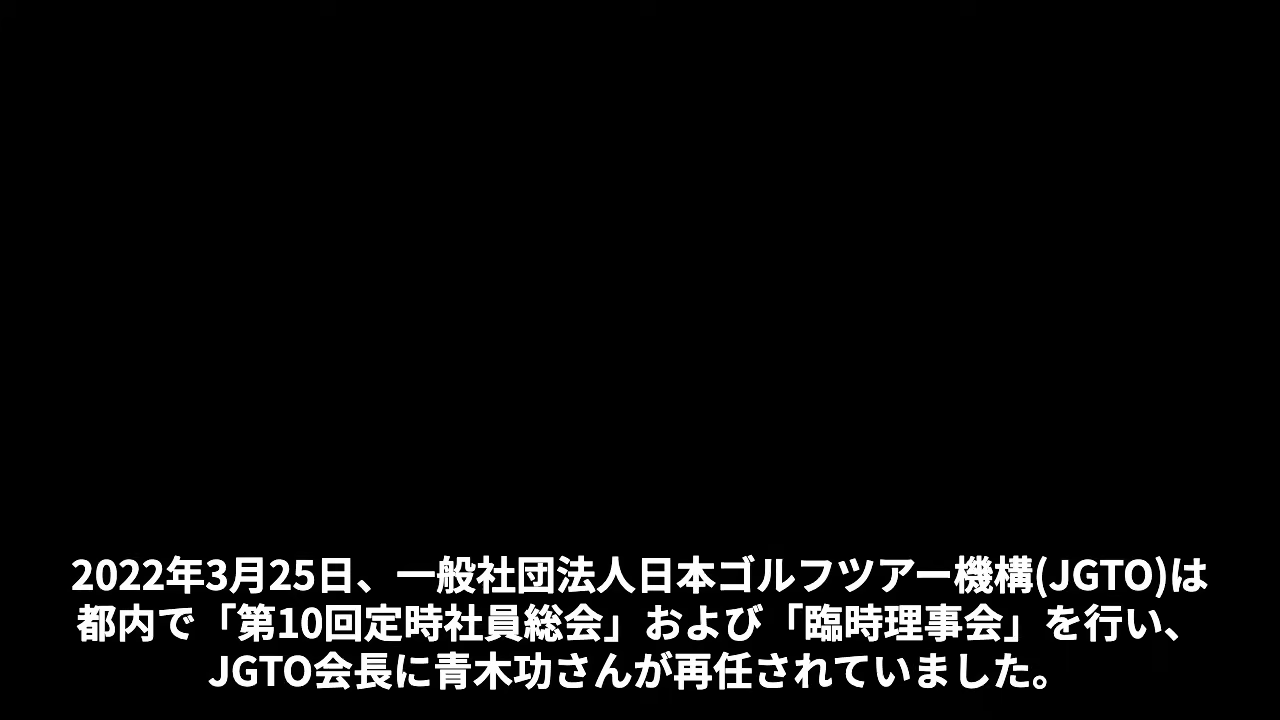 2022年3月25日、一般社団法人日本ゴルフツアー機構(JGTO)は
都内で「第10回定時社員総会」および「臨時理事会」を行い、
JGTO会長に青木功さんが再任されていました。